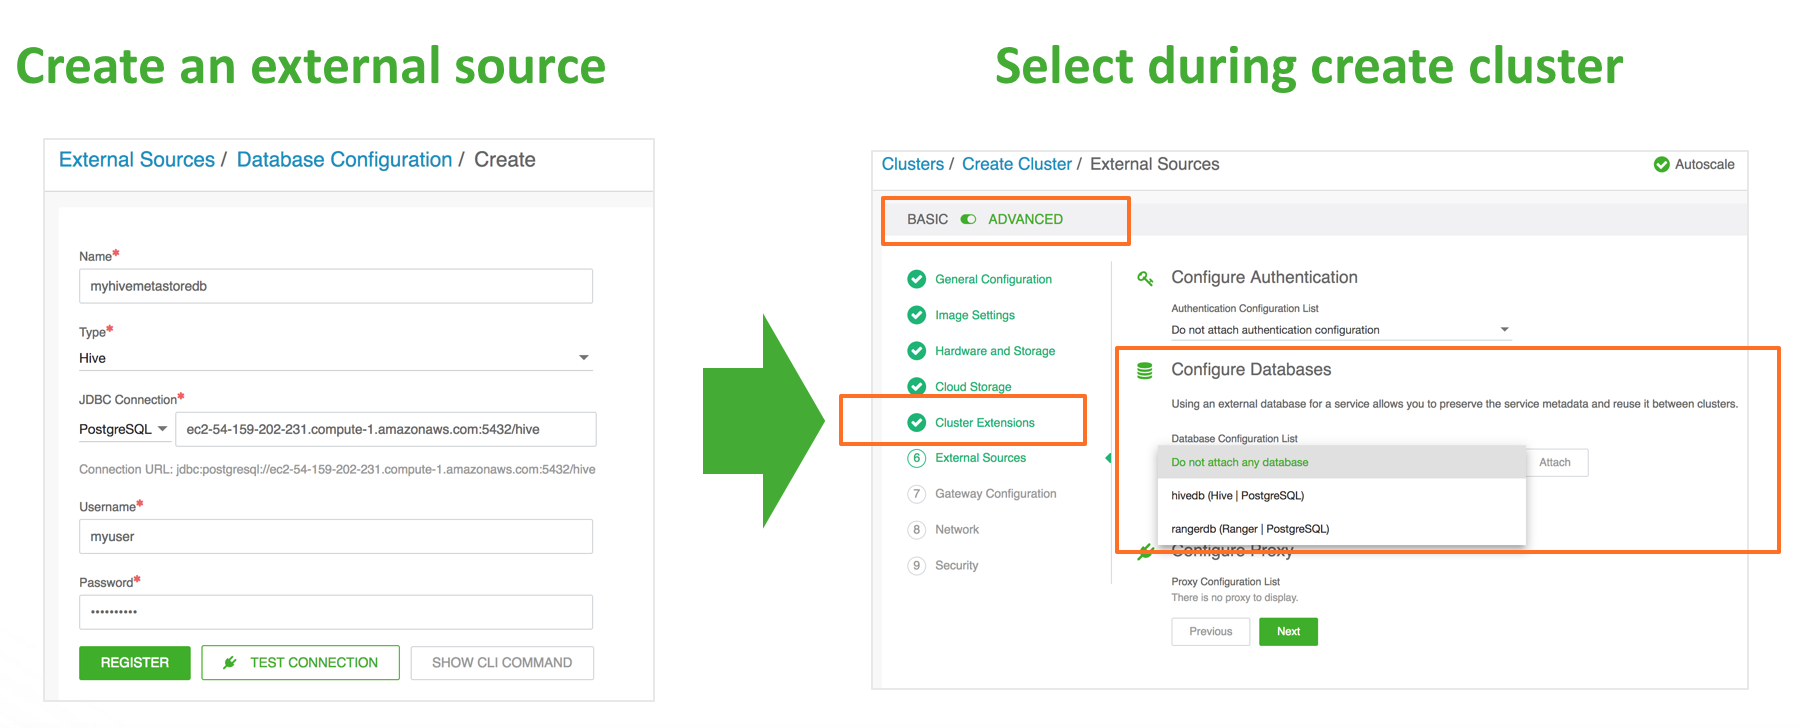 Create an external source
Select during create cluster
External Sources / Database Configuration / Create
Name*
myhivemetastoredb
Type*
Hive
JDBC Connection*
PostgreSQL ec2-54-159-202-231.compute-1.amazonaws.com:5432/hive
Connection URL: jdbc:postgresql://ec2-54-159-202-231.compute-1.amazonaws.com:5432/hive
Username*
myuser
Password*
••••••••••
REGISTER TEST CONNECTION SHOW CLI COMMAND
Clusters / Create Cluster / External Sources Autoscale
BASIC ADVANCED
General Configuration
Image Settings
Hardware and Storage
Cloud Storage
Cluster Extensions
6 External Sources
7 Gateway Configuration
8 Network
9 Security
Configure Authentication
Authentication Configuration List
Do not attach authentication configuration
Configure Databases
Using an external database for a service allows you to preserve the service metadata and reuse it between clusters.
Database Configuration List
Do not attach any database Attach
hivedb (Hive | PostgreSQL)
rangerdb (Ranger | PostgreSQL)
Configure Proxy
Proxy Configuration List
There is no proxy to display.
Previous Next